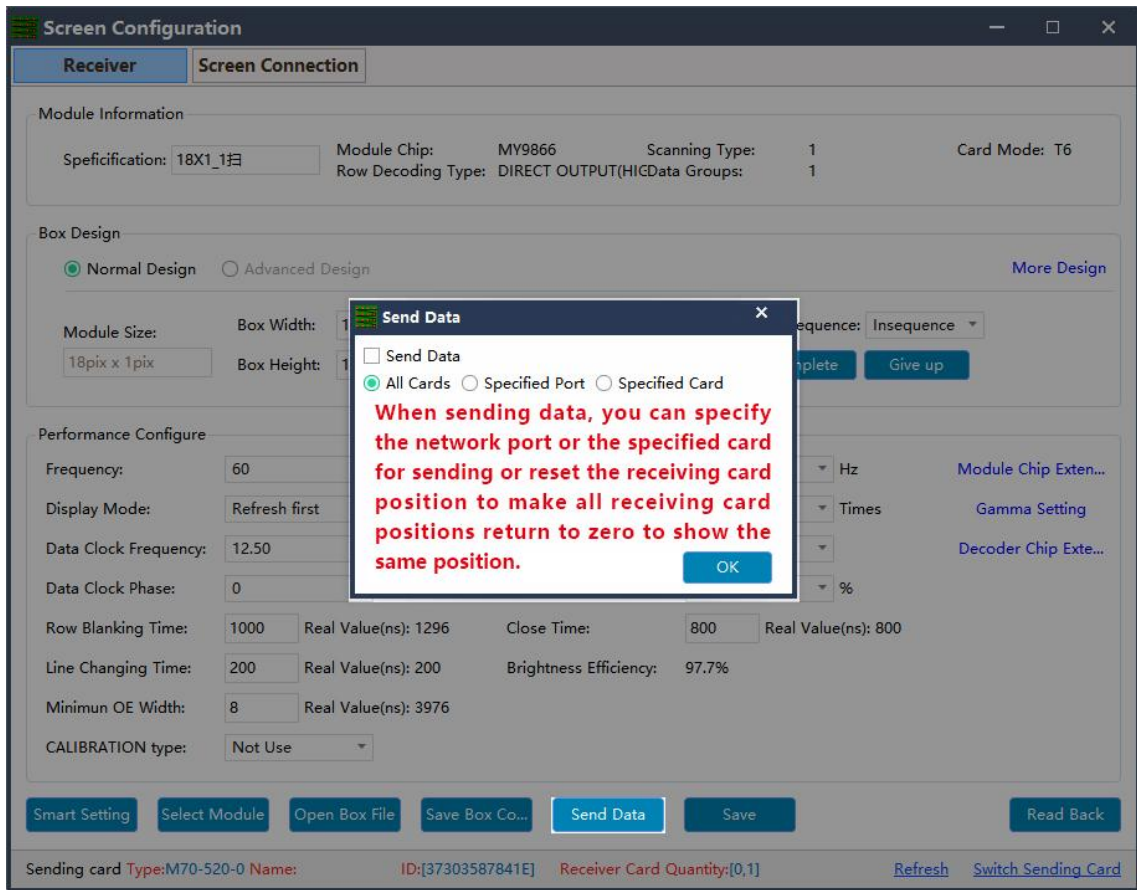 Screen Configuration
Receiver Screen Connection
Module Information
Speficification: 18X1_1扫 Module Chip: MY9866 Scanning Type: 1 Card Mode: T6
Row Decoding Type: DIRECT OUTPUT(HIC Data Groups: 1
Box Design
Normal Design Advanced Design More Design
Send Data
Module Size: Box Width: 1 equence: Insequence
18pix x 1pix Box Height: 1 nplete Give up
Send Data
All Cards Specified Port Specified Card
When sending data, you can specify
the network port or the specified card
for sending or reset the receiving card
position to make all receiving card
positions return to zero to show the
same position.
OK
Performance Configure
Frequency: 60 Hz Module Chip Exten...
Display Mode: Refresh first Times Gamma Setting
Data Clock Frequency: 12.50 Decoder Chip Exte...
Data Clock Phase: 0 %
Row Blanking Time: 1000 Real Value(ns): 1296 Close Time: 800 Real Value(ns): 800
Line Changing Time: 200 Real Value(ns): 200 Brightness Efficiency: 97.7%
Minimun OE Width: 8 Real Value(ns): 3976
CALIBRATION type: Not Use
Smart Setting Select Module Open Box File Save Box Co... Send Data Save Read Back
Sending card Type:M70-520-0 Name: ID:[37303587841E] Receiver Card Quantity:[0,1] Refresh Switch Sending Card